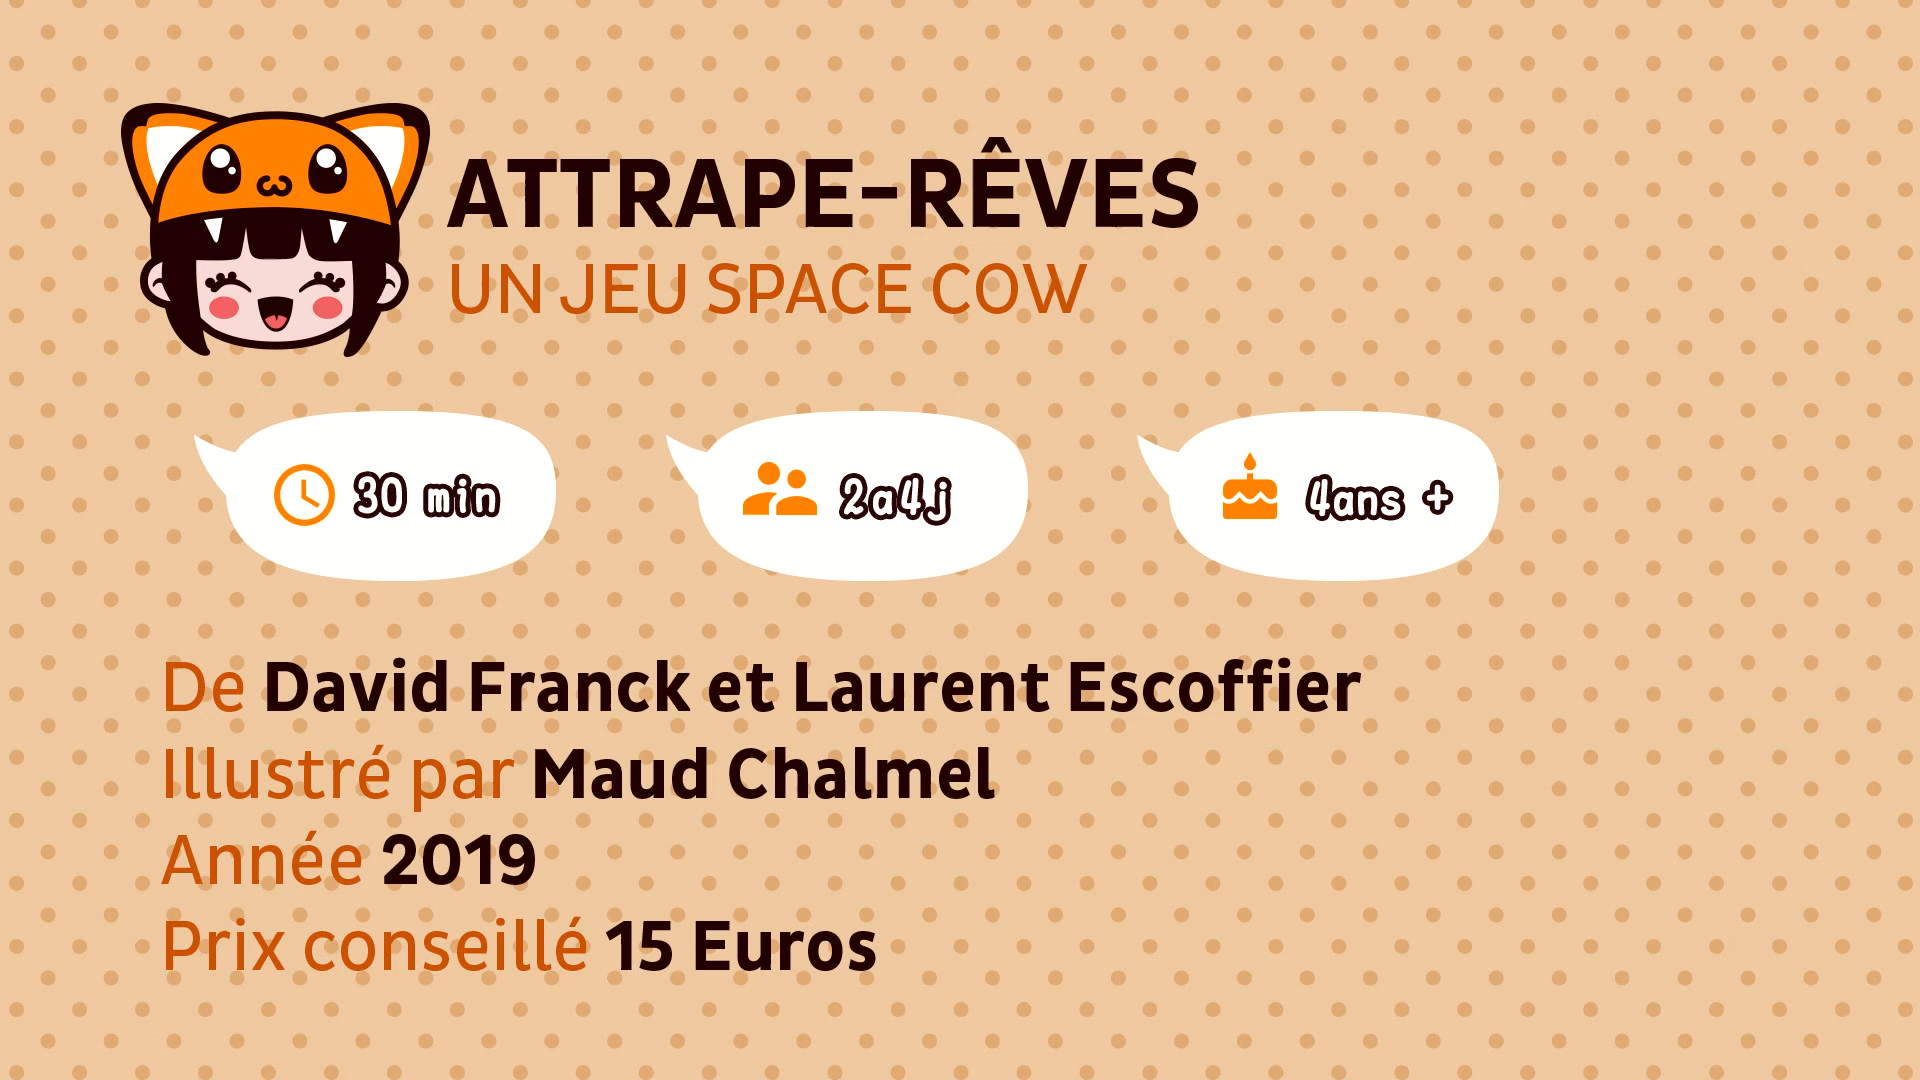 ATTRAPE-RÊVES
UN JEU SPACE COW
30 min
2a4j
4ans +
De David Franck et Laurent Escoffier
Illustré par Maud Chalmel
Année 2019
Prix conseillé 15 Euros